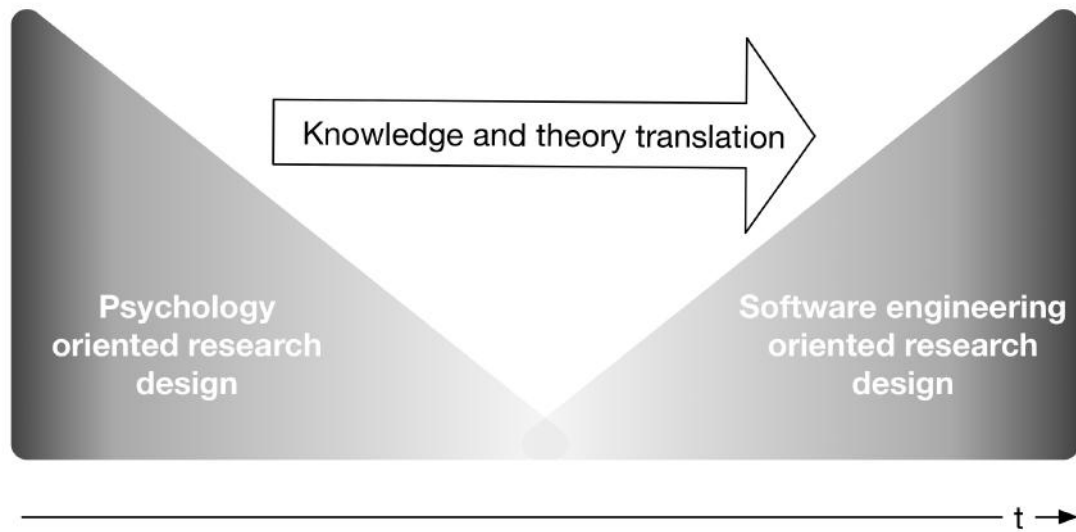 Knowledge and theory translation
Psychology
oriented research
design
Software engineering
oriented research
design
t